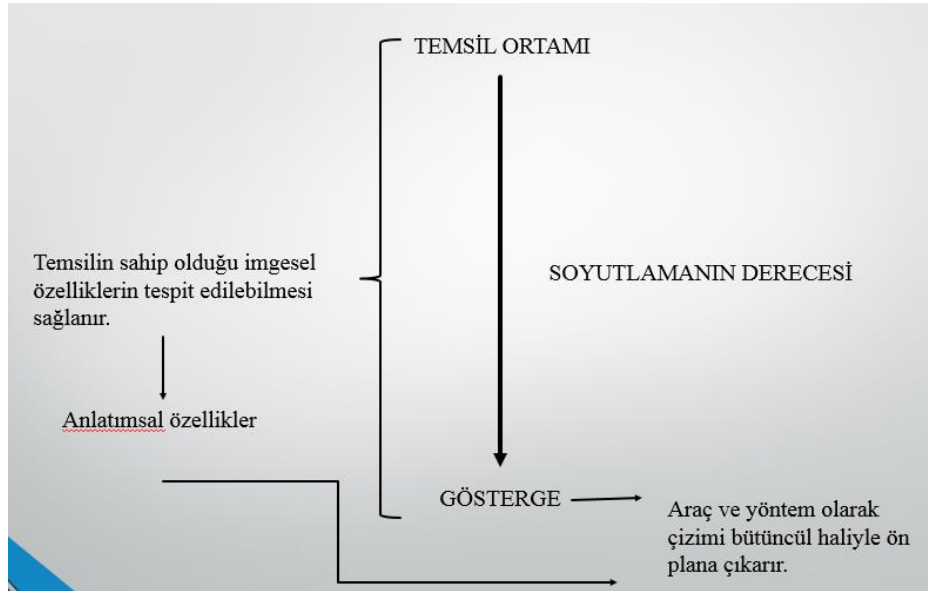 TEMSİL ORTAMI
Temsilin sahip olduğu imgesel
özelliklerin tespit edilebilmesi
sağlanır.
SOYUTLAMANIN DERECESİ
Anlatımsal özellikler
GÖSTERGE
Araç ve yöntem olarak
çizimi bütüncül haliyle ön
plana çıkarır.